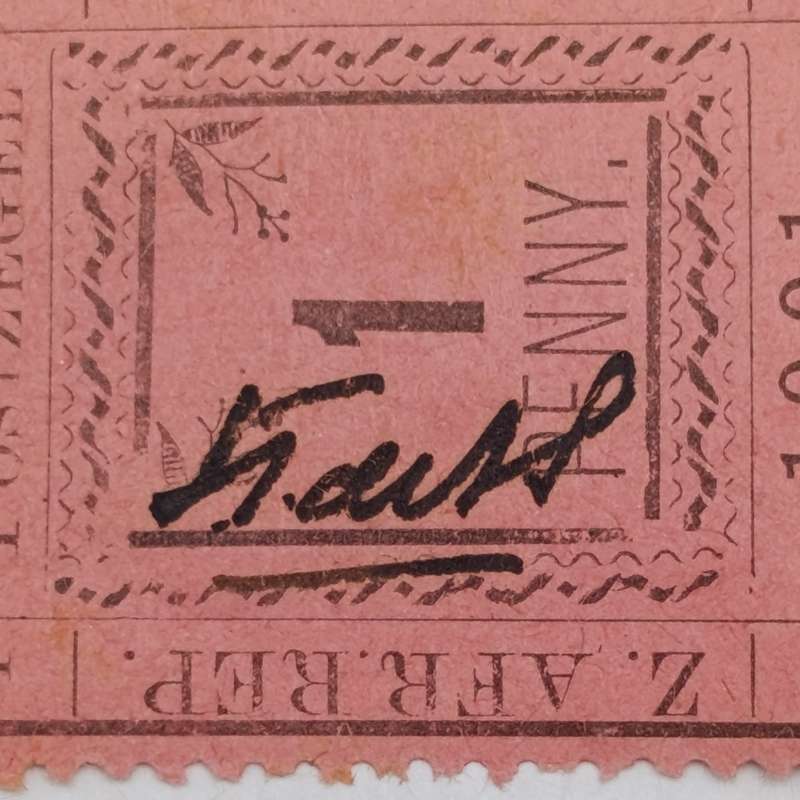 POSTZEGEL
1
PENNY.
1901
Z. AFR. REP.